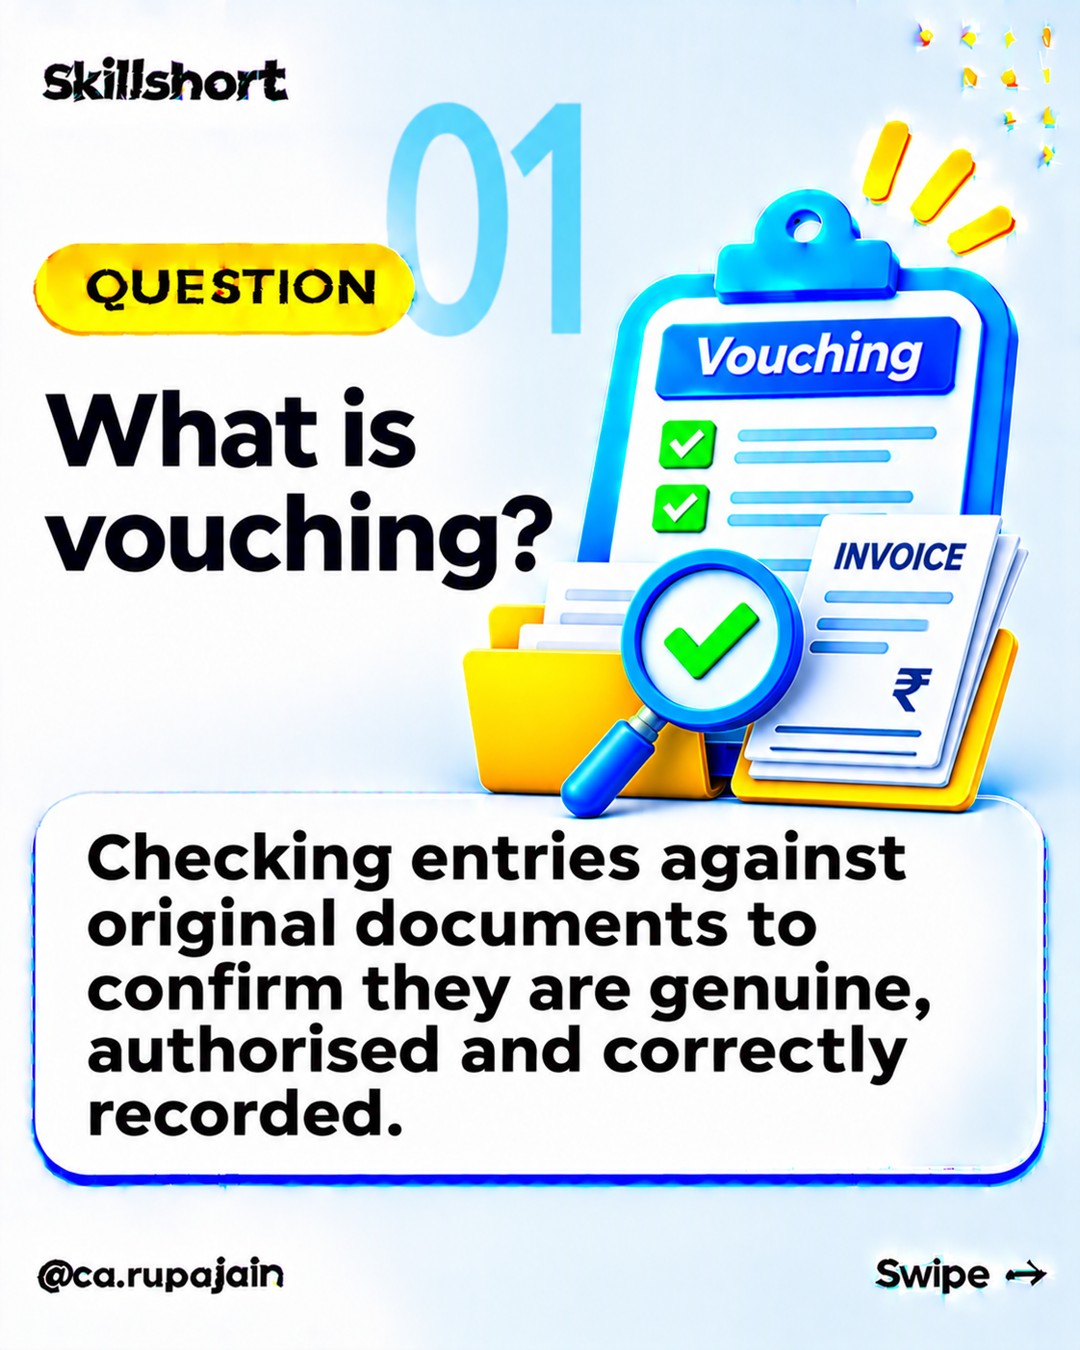 Skillshort
01
QUESTION
What is
vouching?
Vouching
INVOICE
₹
Checking entries against
original documents to
confirm they are genuine,
authorised and correctly
recorded.
@ca.rupajain
Swipe →